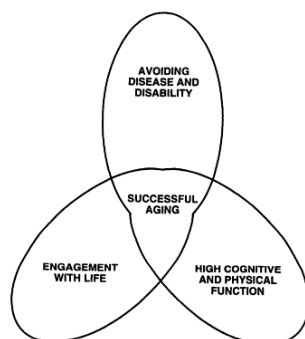 AVOIDING
DISEASE AND
DISABILITY
SUCCESSFUL
AGING
ENGAGEMENT
WITH LIFE
HIGH COGNITIVE
AND PHYSICAL
FUNCTION